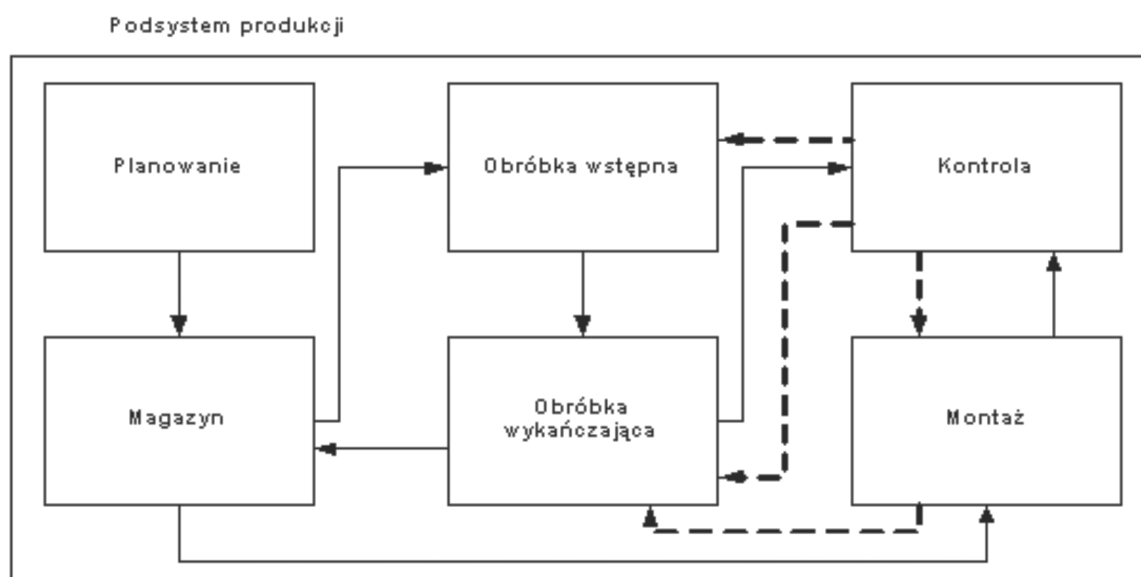 Podsystem produkcji
Planowanie
Obróbka wstępna
Kontrola
Magazyn
Obróbka
wykańczająca
Montaż